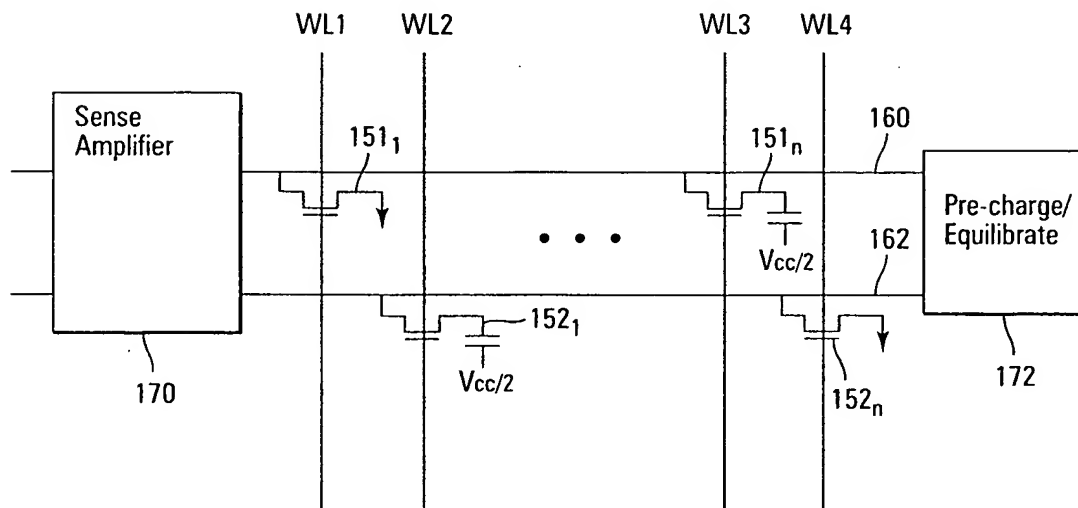 WL1 WL2 WL3 WL4
Sense
Amplifier
151₁
151ₙ
160
Pre-charge/
Equilibrate
Vcc/2
162
152₁
Vcc/2
170
152ₙ
172